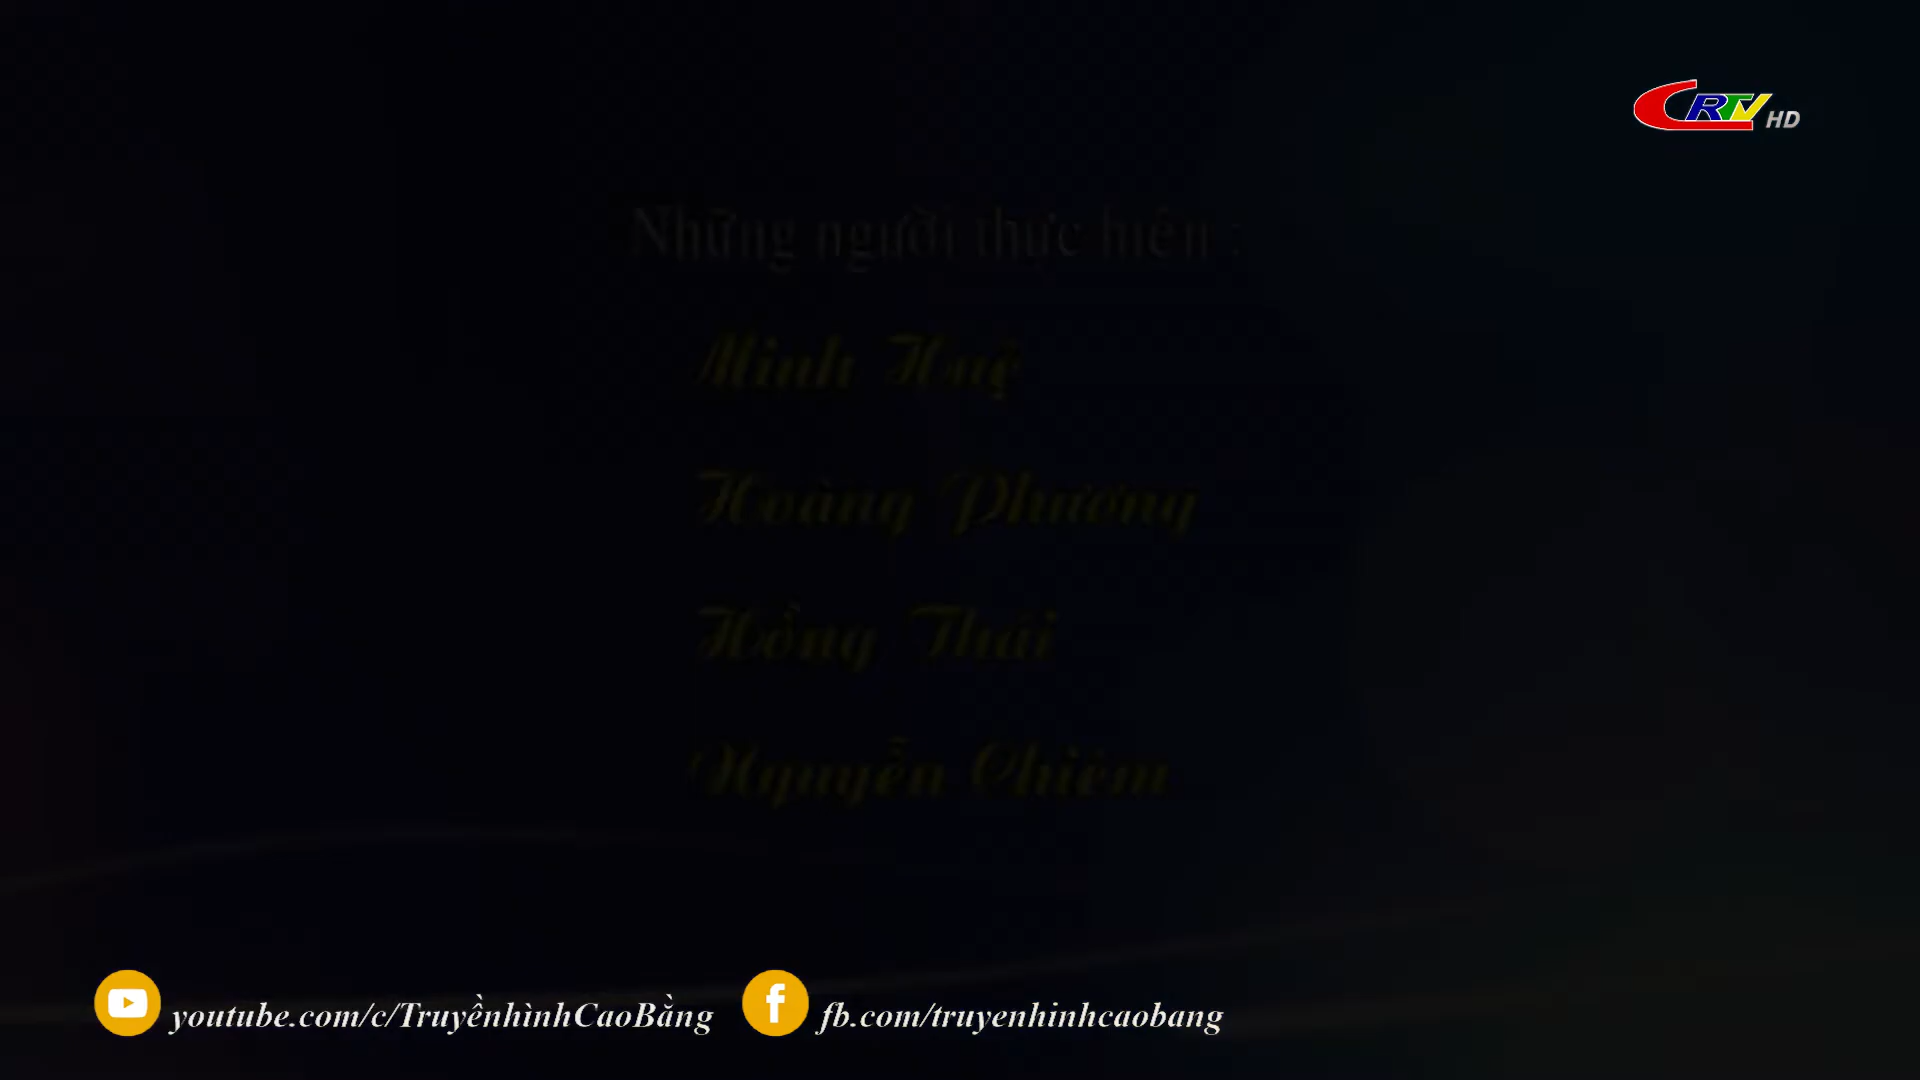 CRTV HD
Những người thực hiện :
Minh Huệ
Hoàng Phương
Hồng Thái
Nguyễn Chiêm
youtube.com/c/TruyềnhìnhCaoBằng fb.com/truyenhinhcaobang